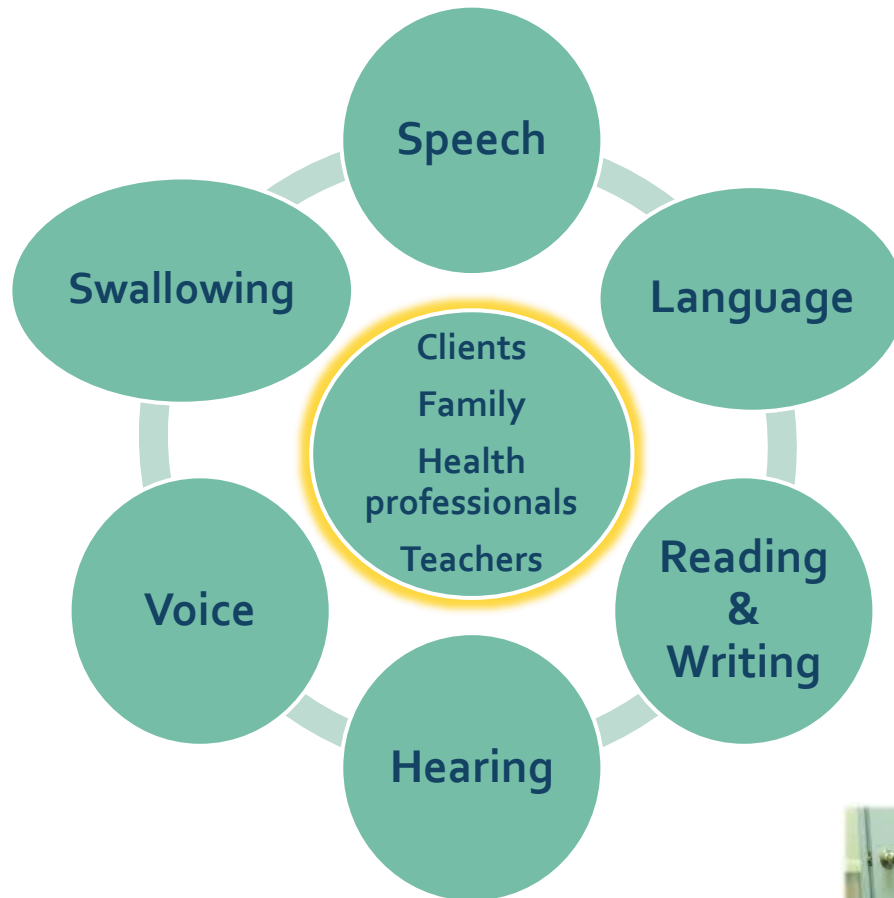 Speech
Language
Reading
&
Writing
Hearing
Voice
Swallowing
Clients
Family
Health
professionals
Teachers